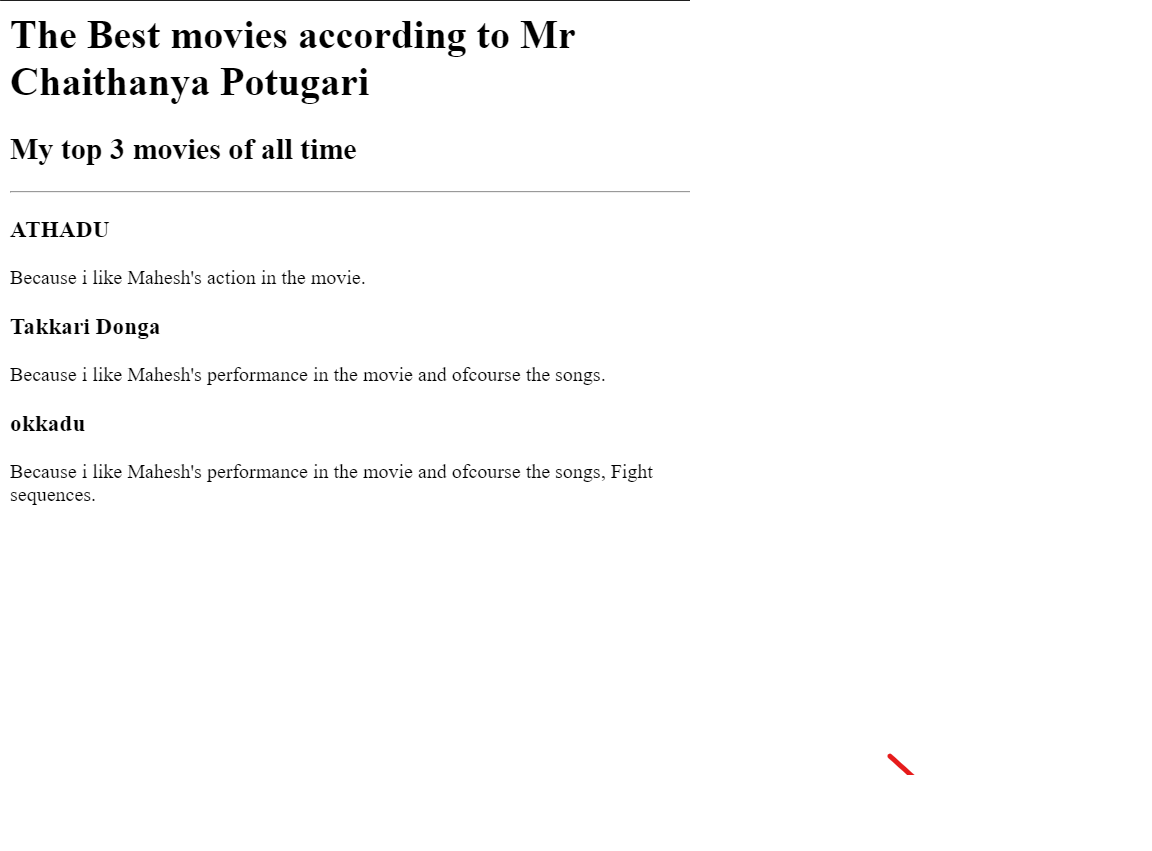 The Best movies according to Mr
Chaithanya Potugari
My top 3 movies of all time
ATHADU
Because i like Mahesh's action in the movie.
Takkari Donga
Because i like Mahesh's performance in the movie and ofcourse the songs.
okkadu
Because i like Mahesh's performance in the movie and ofcourse the songs, Fight
sequences.